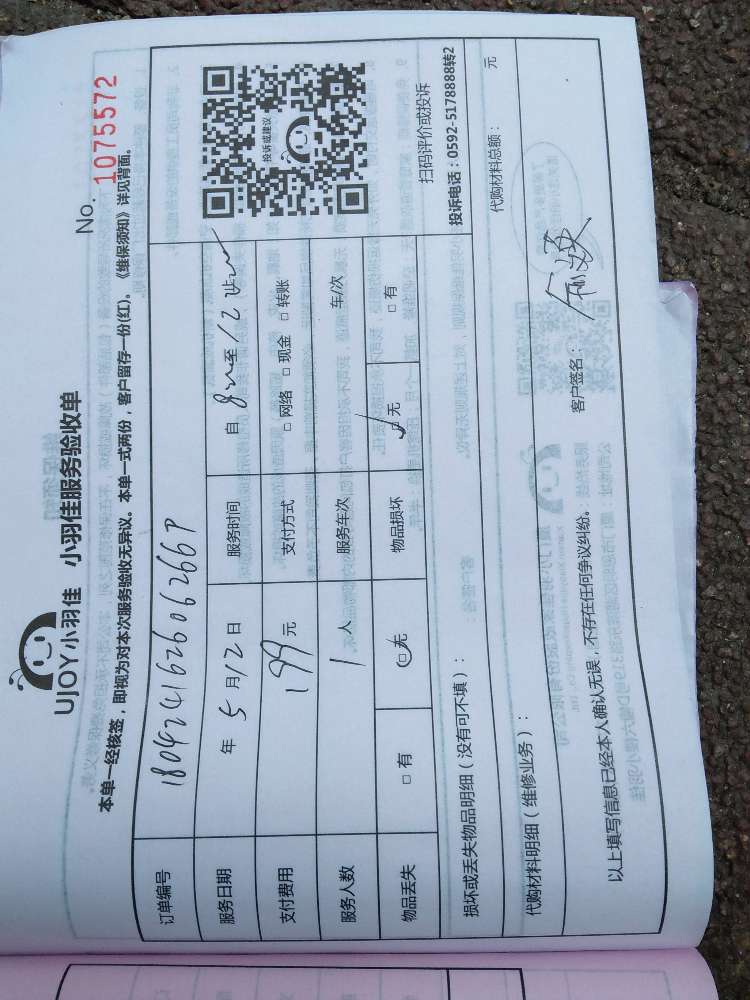 UJOY小羽佳 小羽佳服务验收单
No. 1075572
本单一经核签，即视为对本次服务验收无异议。本单一式两份，客户留存一份(红)。《维保须知》详见背面。
订单编号 180424162606266P
服务日期 年 5 月 12 日 服务时间 自 8 至 12 止
支付费用 199 元 支付方式 □ 网络 □ 现金 □ 转账
服务人数 1 人 服务车次 车/次
物品丢失 □ 有 □ 无 物品损坏 □ 无 □ 有
投诉或建议
扫码评价或投诉
投诉电话：0592-5178888转2
损坏或丢失物品明细（没有可不填）：
代购材料明细（维修业务）： 代购材料总额： 元
以上填写信息已经本人确认无误，不存在任何争议纠纷。 客户签名：